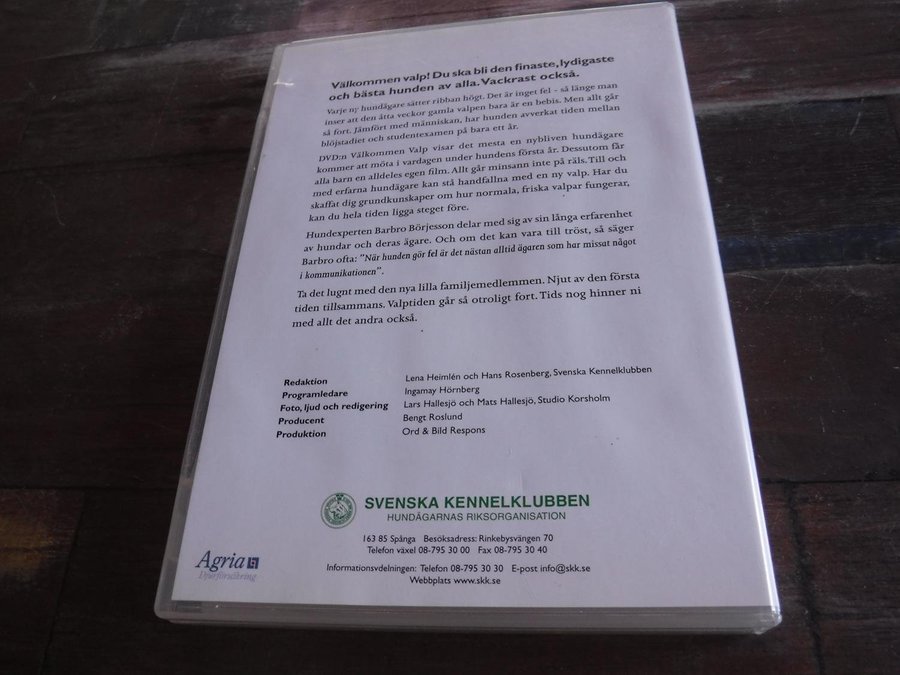 Välkommen valp! Du ska bli den finaste, lydigaste
och bästa hunden av alla. Vackrast också.
Varje ny hundägare sätter ribban högt. Det är inget fel - så länge man
inser att den åtta veckor gamla valpen bara är en bebis. Men allt går
så fort. Jämfört med människan, har hunden avverkat tiden mellan
blöjstadiet och studentexamen på bara ett år.
DVD:n Välkommen Valp visar det mesta en nybliven hundägare
kommer att möta i vardagen under hundens första år. Dessutom får
alla barn en alldeles egen film. Allt går minsann inte på räls. Till och
med erfarna hundägare kan stå handfallna med en ny valp. Har du
skaffat dig grundkunskaper om hur normala, friska valpar fungerar,
kan du hela tiden ligga steget före.
Hundexperten Barbro Börjesson delar med sig av sin långa erfarenhet
av hundar och deras ägare. Och om det kan vara till tröst, så säger
Barbro ofta: "När hunden gör fel är det nästan alltid ägaren som har missat något
i kommunikationen".
Ta det lugnt med den nya lilla familjemedlemmen. Njut av den första
tiden tillsammans. Valptiden går så otroligt fort. Tids nog hinner ni
med allt det andra också.
Redaktion Lena Heimlén och Hans Rosenberg, Svenska Kennelklubben
Programledare Ingamay Hörnberg
Foto, ljud och redigering Lars Hallesjö och Mats Hallesjö, Studio Korsholm
Producent Bengt Roslund
Produktion Ord & Bild Respons
SVENSKA KENNELKLUBBEN
HUNDÄGARNAS RIKSORGANISATION
163 85 Spånga Besöksadress: Rinkebysvängen 70
Telefon växel 08-795 30 00 Fax 08-795 30 40
Informationsvdelningen: Telefon 08-795 30 30 E-post info@skk.se
Webbplats www.skk.se
Agria
Djurförsäkring